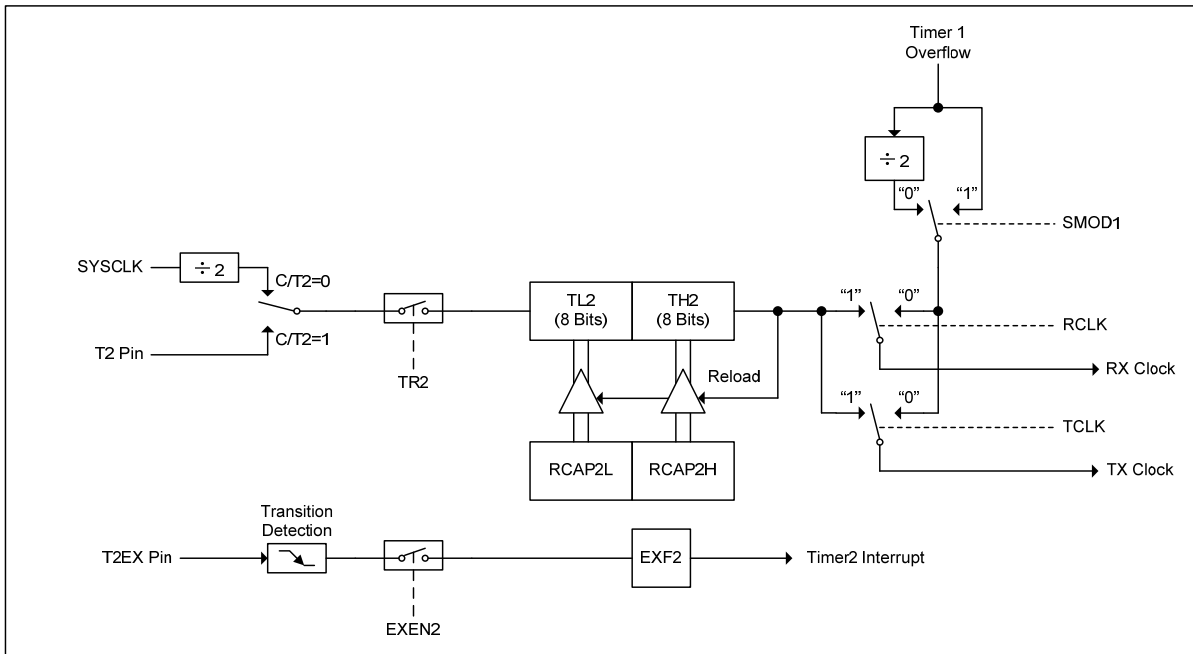 Timer 1
Overflow
÷ 2
“0”
“1”
SMOD1
SYSCLK
÷ 2
C/T2=0
C/T2=1
T2 Pin
TR2
TL2
(8 Bits)
TH2
(8 Bits)
“1”
“0”
RCLK
RX Clock
Reload
“1”
“0”
TCLK
TX Clock
RCAP2L
RCAP2H
Transition
Detection
T2EX Pin
EXEN2
EXF2
Timer2 Interrupt